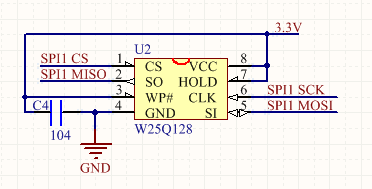 3.3V
U2
SPI1 CS 1 CS VCC 8
SPI1 MISO 2 SO HOLD 7
3 WP# CLK 6 SPI1 SCK
C4 4 GND SI 5 SPI1 MOSI
104 W25Q128
GND